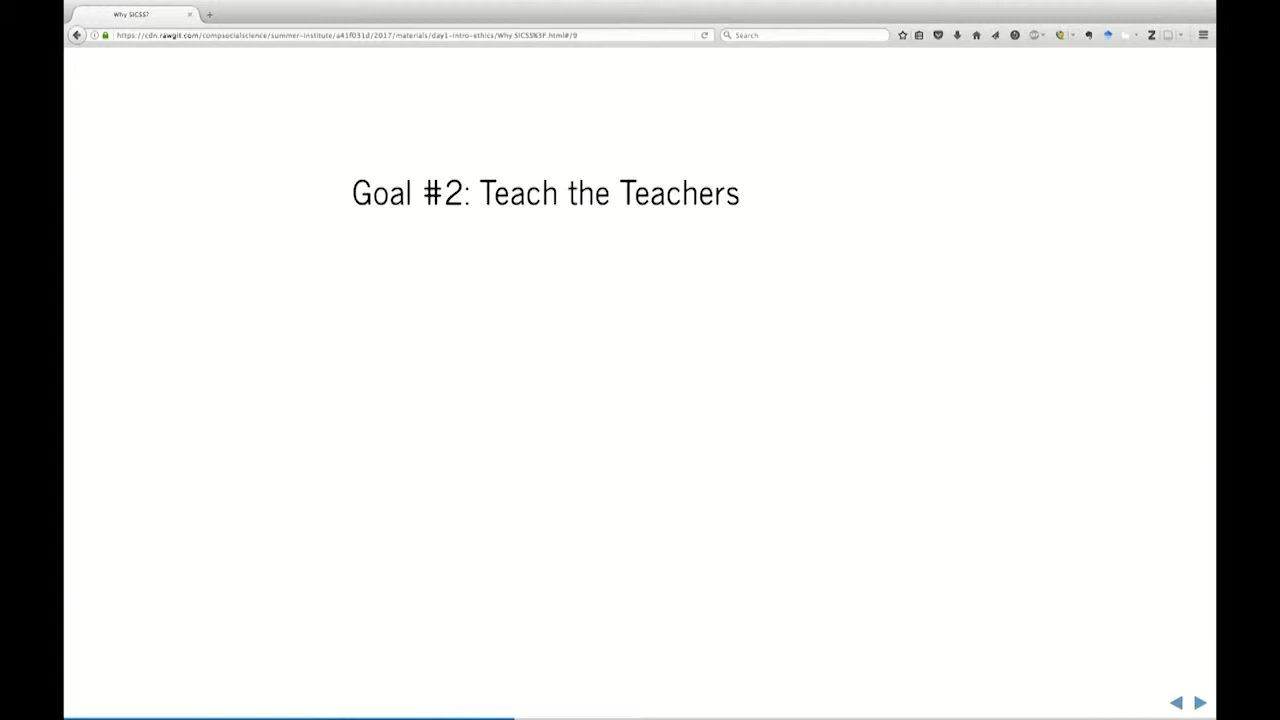 Why SICSS?
https://cdn.rawgit.com/compsocialscience/summer-institute/a41f031d/2017/materials/day1-intro-ethics/Why SICSS%3F.html#/9
Search
Z
Goal #2: Teach the Teachers